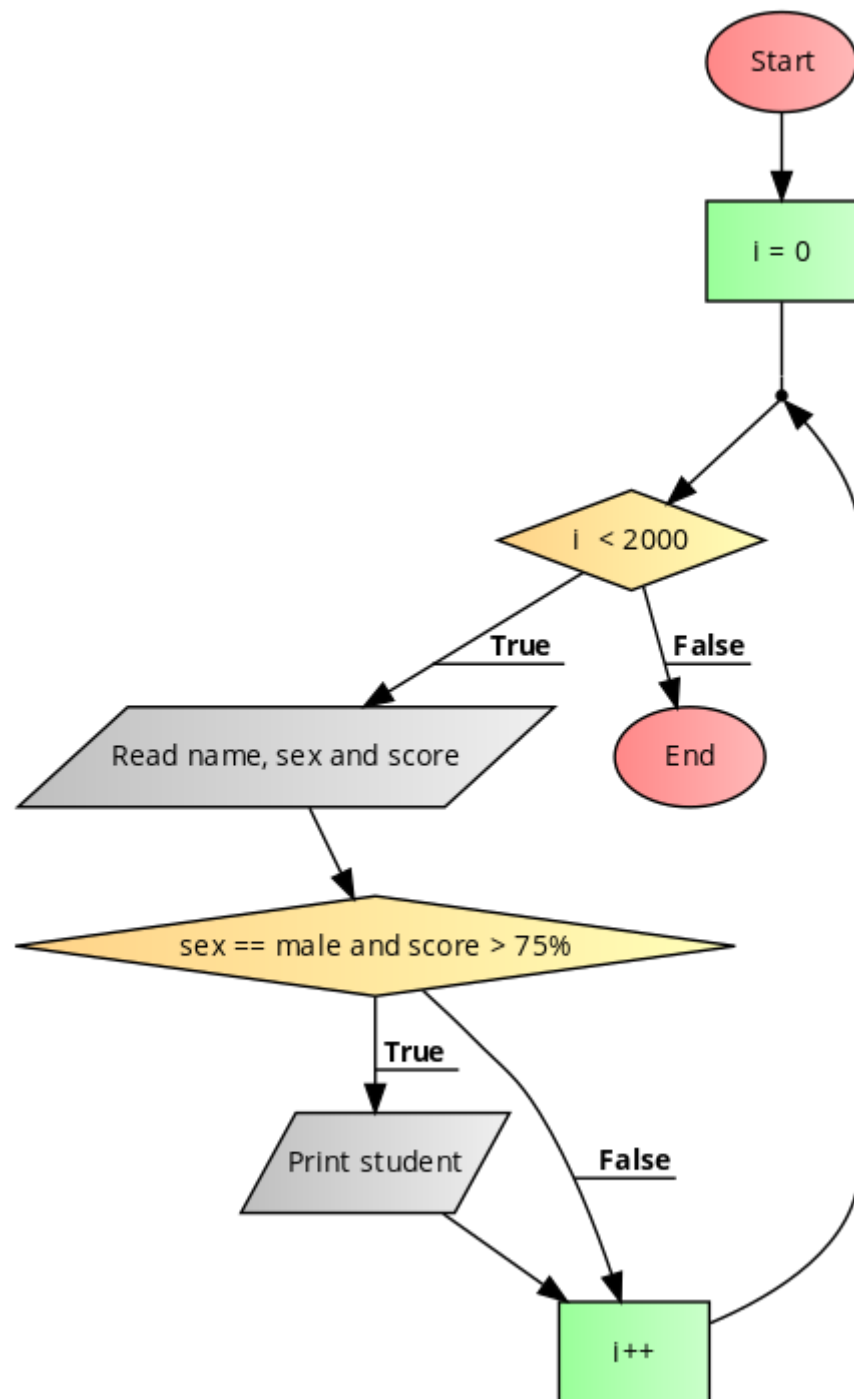 Start
i = 0
i < 2000
True
False
Read name, sex and score
End
sex == male and score > 75%
True
Print student
False
i++